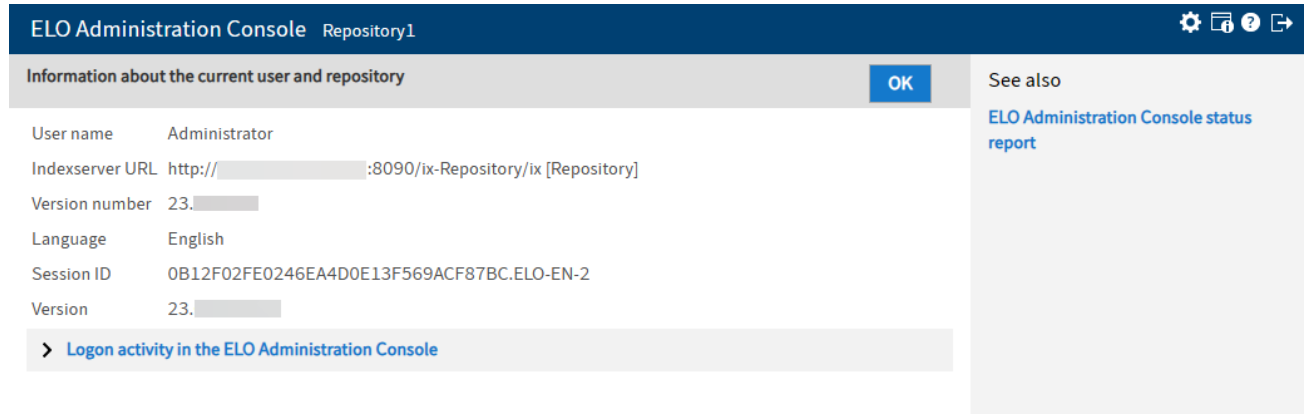 ELO Administration Console Repository1
Information about the current user and repository
OK
User name Administrator
Indexserver URL http:// :8090/ix-Repository/ix [Repository]
Version number 23.
Language English
Session ID 0B12F02FE0246EA4D0E13F569ACF87BC.ELO-EN-2
Version 23.
Logon activity in the ELO Administration Console
See also
ELO Administration Console status
report